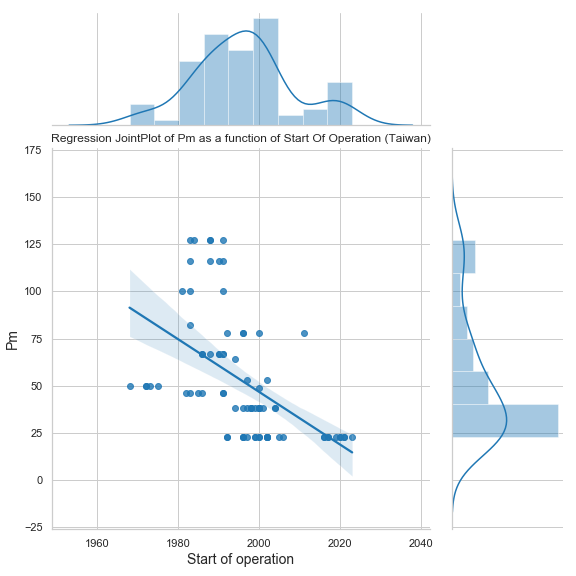 Regression JointPlot of Pm as a function of Start Of Operation (Taiwan)
175
150
125
100
75
50
25
0
−25
Pm
1960 1980 2000 2020 2040
Start of operation